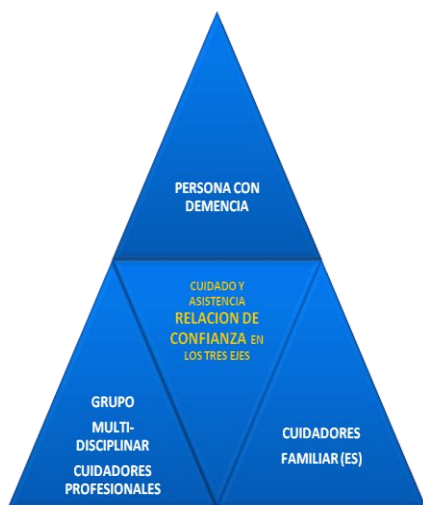 PERSONA CON
DEMENCIA
CUIDADO Y
ASISTENCIA
RELACION DE
CONFIANZA EN
LOS TRES EJES
GRUPO
MULTI-
DISCIPLINAR
CUIDADORES
PROFESIONALES
CUIDADORES
FAMILIAR(ES)